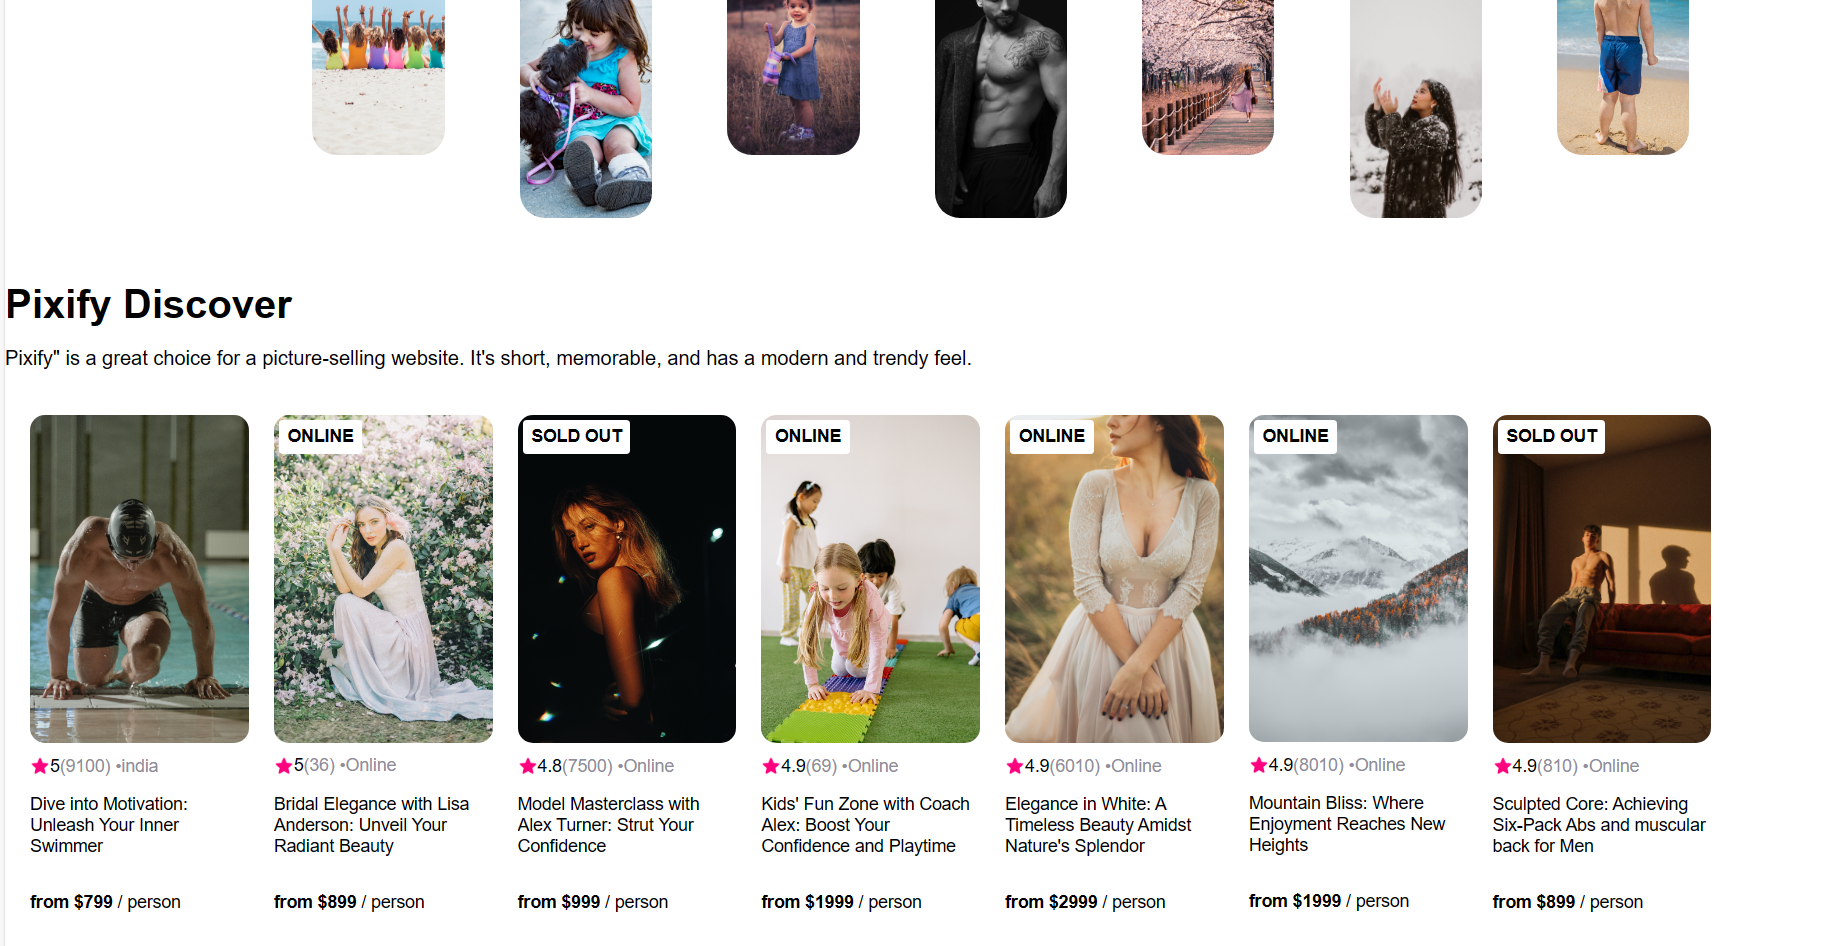 Pixify Discover
Pixify" is a great choice for a picture-selling website. It's short, memorable, and has a modern and trendy feel.
ONLINE
SOLD OUT
ONLINE
ONLINE
ONLINE
SOLD OUT
5(9100) •india
Dive into Motivation:
Unleash Your Inner
Swimmer
from $799 / person
5(36) •Online
Bridal Elegance with Lisa
Anderson: Unveil Your
Radiant Beauty
from $899 / person
4.8(7500) •Online
Model Masterclass with
Alex Turner: Strut Your
Confidence
from $999 / person
4.9(69) •Online
Kids' Fun Zone with Coach
Alex: Boost Your
Confidence and Playtime
from $1999 / person
4.9(6010) •Online
Elegance in White: A
Timeless Beauty Amidst
Nature's Splendor
from $2999 / person
4.9(8010) •Online
Mountain Bliss: Where
Enjoyment Reaches New
Heights
from $1999 / person
4.9(810) •Online
Sculpted Core: Achieving
Six-Pack Abs and muscular
back for Men
from $899 / person